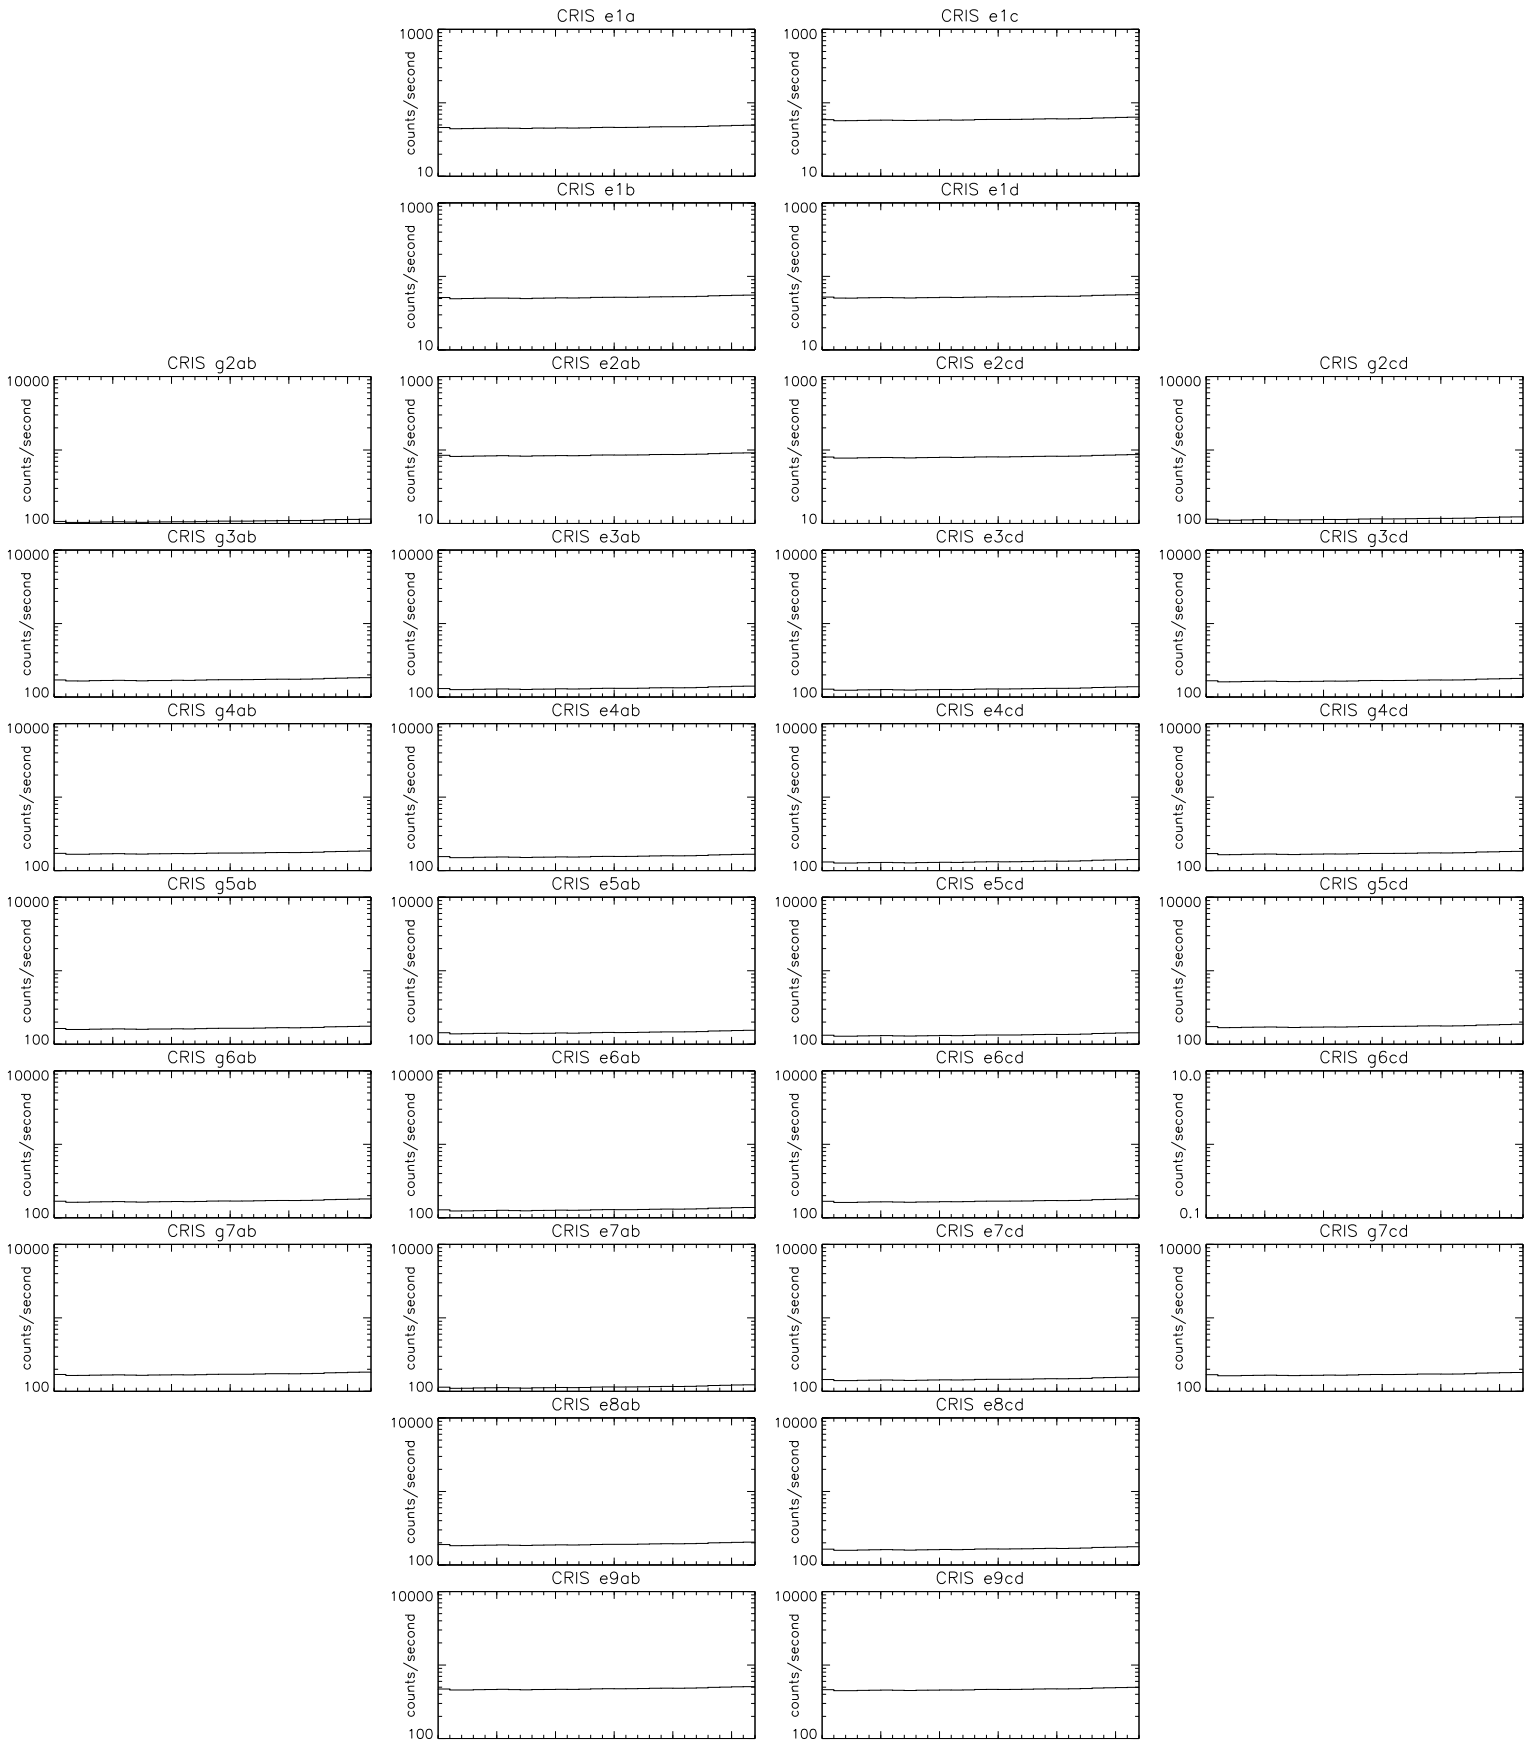 CRIS e1a
CRIS e1c
1000
counts/second
10
1000
counts/second
10
CRIS e1b
CRIS e1d
1000
counts/second
10
1000
counts/second
10
CRIS g2ab
CRIS e2ab
CRIS e2cd
CRIS g2cd
10000
counts/second
100
1000
counts/second
10
1000
counts/second
10
10000
counts/second
100
CRIS g3ab
CRIS e3ab
CRIS e3cd
CRIS g3cd
10000
counts/second
100
10000
counts/second
100
10000
counts/second
100
10000
counts/second
100
CRIS g4ab
CRIS e4ab
CRIS e4cd
CRIS g4cd
10000
counts/second
100
10000
counts/second
100
10000
counts/second
100
10000
counts/second
100
CRIS g5ab
CRIS e5ab
CRIS e5cd
CRIS g5cd
10000
counts/second
100
10000
counts/second
100
10000
counts/second
100
10000
counts/second
100
CRIS g6ab
CRIS e6ab
CRIS e6cd
CRIS g6cd
10000
counts/second
100
10000
counts/second
100
10000
counts/second
100
10.0
counts/second
0.1
CRIS g7ab
CRIS e7ab
CRIS e7cd
CRIS g7cd
10000
counts/second
100
10000
counts/second
100
10000
counts/second
100
10000
counts/second
100
CRIS e8ab
CRIS e8cd
10000
counts/second
100
10000
counts/second
100
CRIS e9ab
CRIS e9cd
10000
counts/second
100
10000
counts/second
100